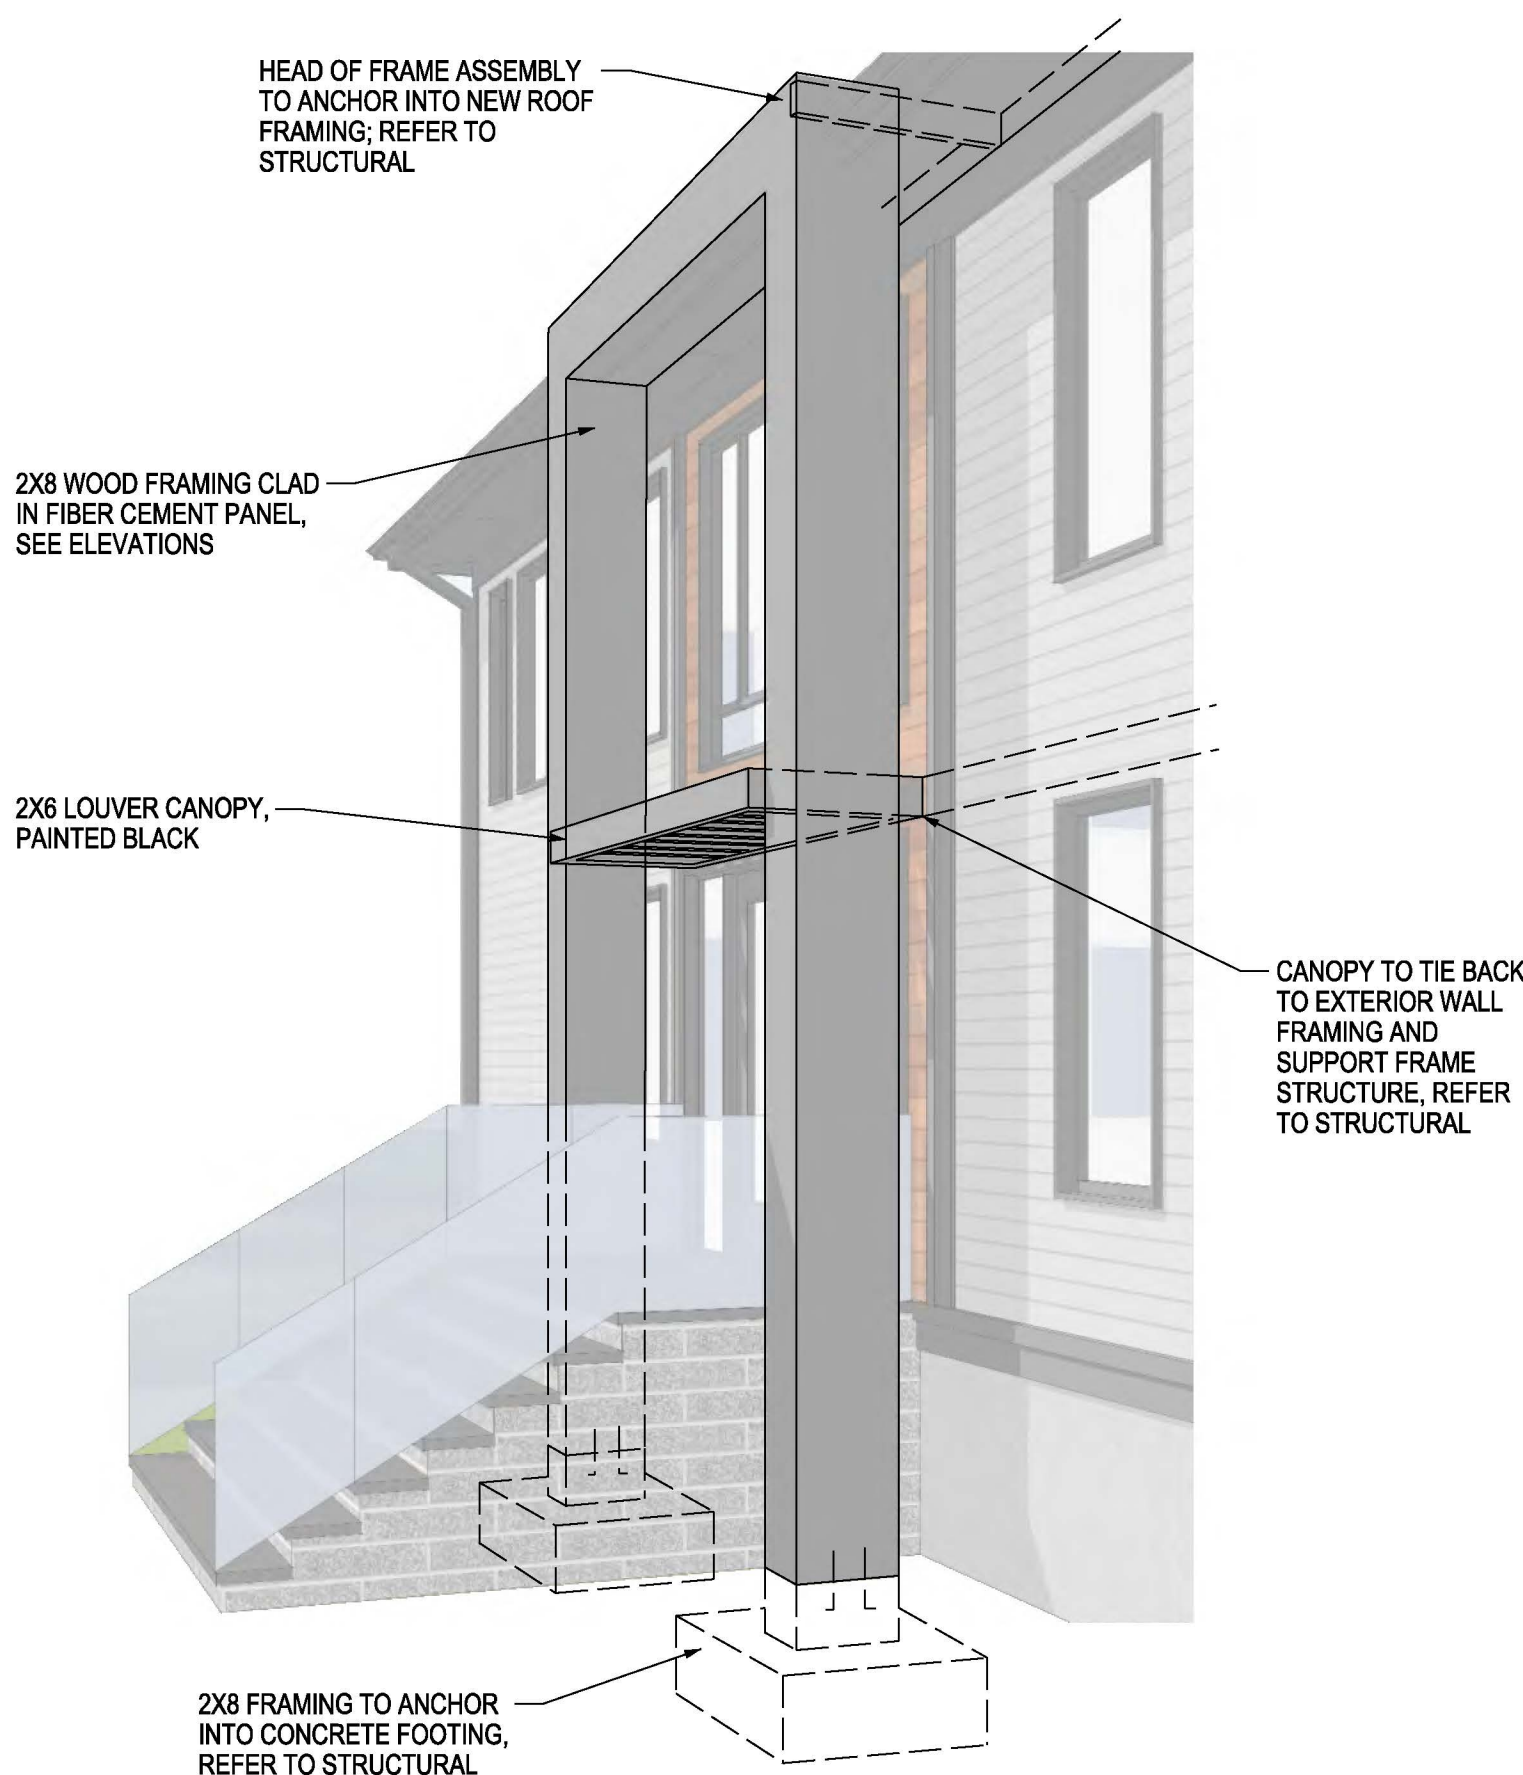 HEAD OF FRAME ASSEMBLY
TO ANCHOR INTO NEW ROOF
FRAMING; REFER TO
STRUCTURAL
2X8 WOOD FRAMING CLAD
IN FIBER CEMENT PANEL,
SEE ELEVATIONS
2X6 LOUVER CANOPY,
PAINTED BLACK
CANOPY TO TIE BACK
TO EXTERIOR WALL
FRAMING AND
SUPPORT FRAME
STRUCTURE, REFER
TO STRUCTURAL
2X8 FRAMING TO ANCHOR
INTO CONCRETE FOOTING,
REFER TO STRUCTURAL